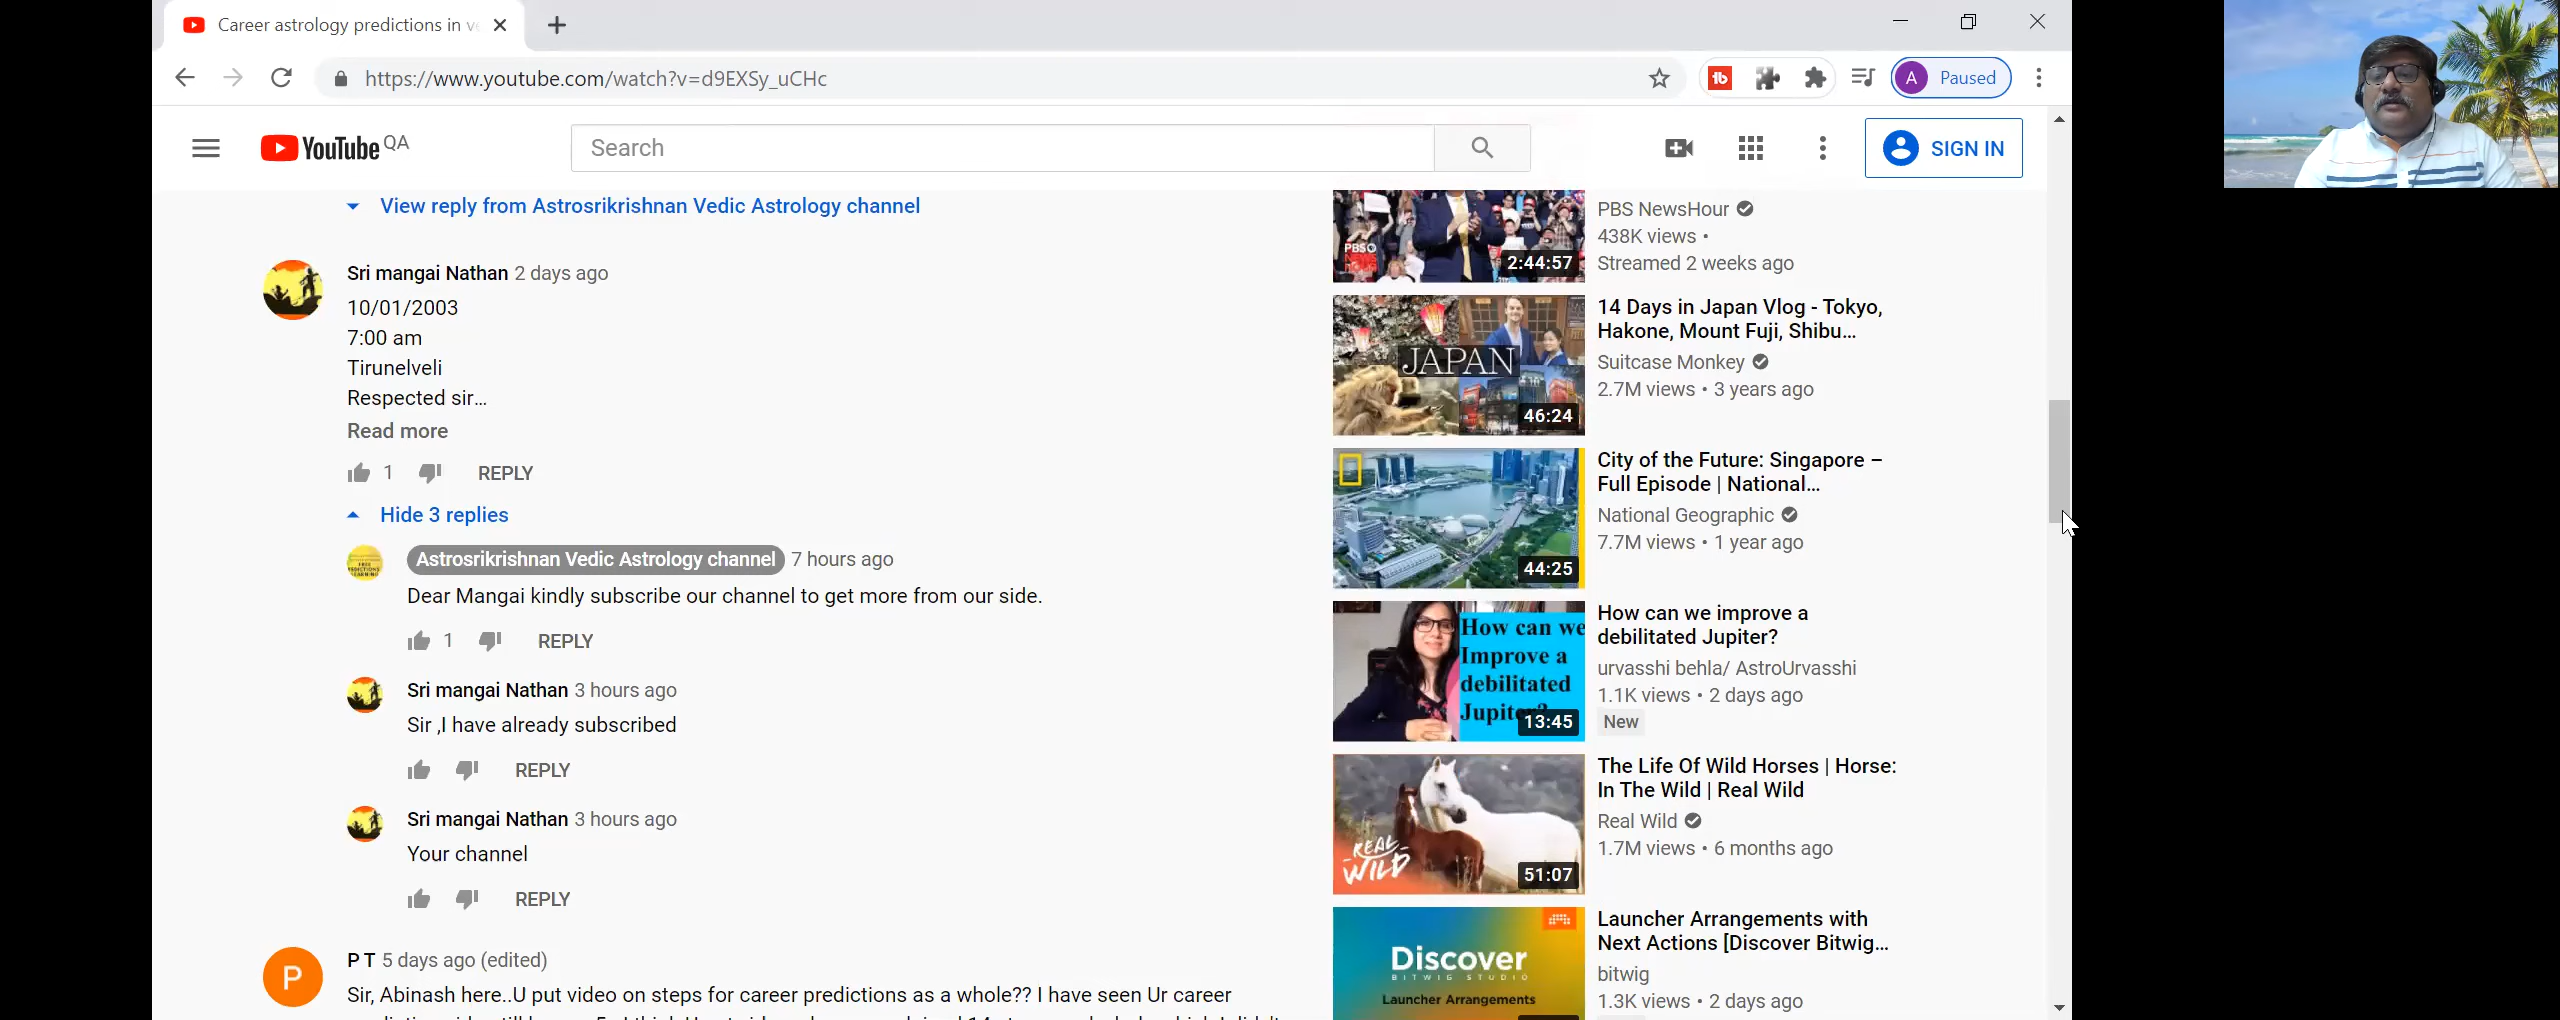 Career astrology predictions in ve
https://www.youtube.com/watch?v=d9EXSy_uCHc
A Paused
YouTube QA
Search
SIGN IN
View reply from Astrosrikrishnan Vedic Astrology channel
Sri mangai Nathan 2 days ago
10/01/2003
7:00 am
Tirunelveli
Respected sir...
Read more
1 REPLY
Hide 3 replies
Astrosrikrishnan Vedic Astrology channel 7 hours ago
Dear Mangai kindly subscribe our channel to get more from our side.
1 REPLY
Sri mangai Nathan 3 hours ago
Sir ,I have already subscribed
REPLY
Sri mangai Nathan 3 hours ago
Your channel
REPLY
P
P T 5 days ago (edited)
Sir, Abinash here..U put video on steps for career predictions as a whole?? I have seen Ur career
PBS
2:44:57
PBS NewsHour
438K views •
Streamed 2 weeks ago
JAPAN
46:24
14 Days in Japan Vlog - Tokyo,
Hakone, Mount Fuji, Shibu...
Suitcase Monkey
2.7M views • 3 years ago
44:25
City of the Future: Singapore –
Full Episode | National...
National Geographic
7.7M views • 1 year ago
How can we
Improve a
debilitated
Jupiter?
13:45
How can we improve a
debilitated Jupiter?
urvasshi behla/ AstroUrvasshi
1.1K views • 2 days ago
New
REAL
WILD
51:07
The Life Of Wild Horses | Horse:
In The Wild | Real Wild
Real Wild
1.7M views • 6 months ago
Discover
BITWIG STUDIO
Launcher Arrangements
Launcher Arrangements with
Next Actions [Discover Bitwig...
bitwig
1.3K views • 2 days ago